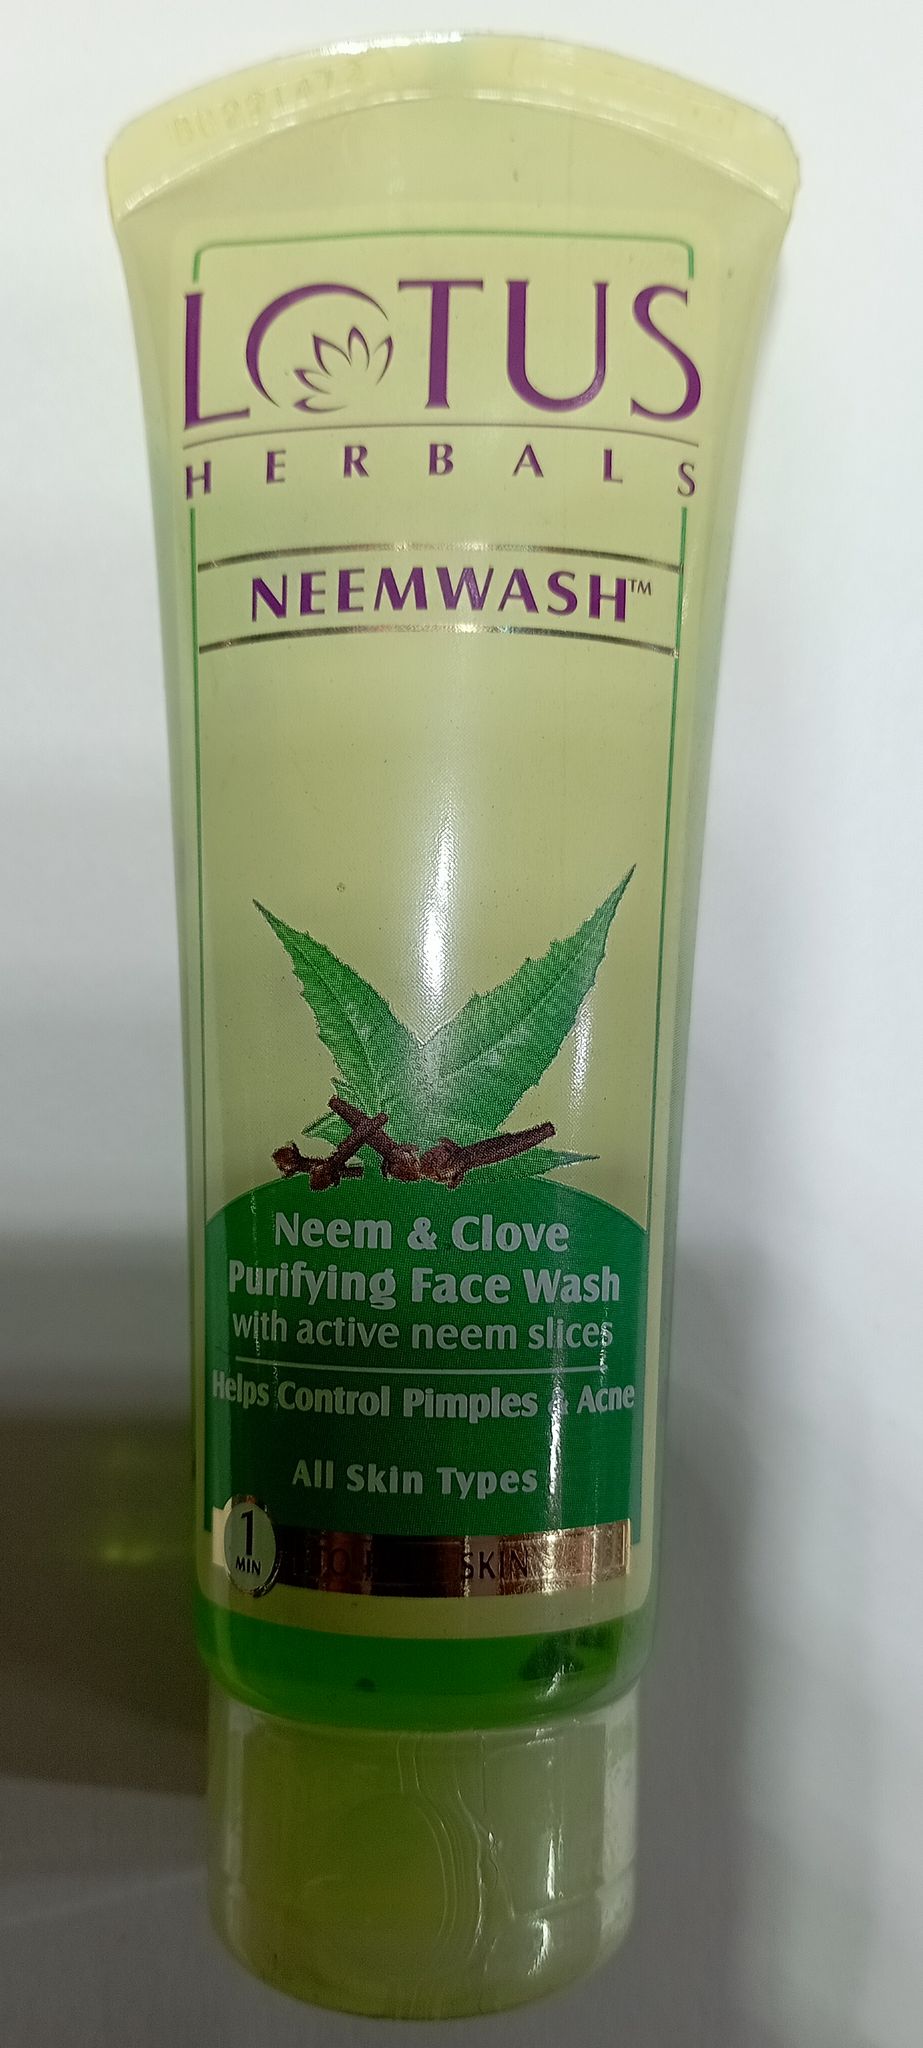 LOTUS
HERBALS
NEEMWASH™
Neem & Clove
Purifying Face Wash
with active neem slices
Helps Control Pimples & Acne
All Skin Types
1
MIN
SKIN